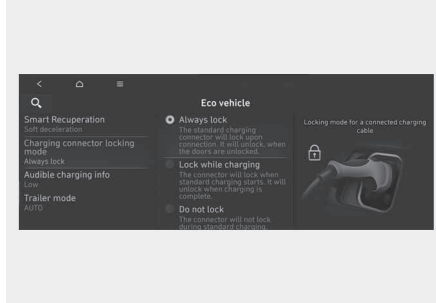 Eco vehicle
Smart Recuperation
Soft deceleration
Charging connector locking
mode
Always lock
Audible charging info
Low
Trailer mode
AUTO
Always lock
The standard charging
connector will lock upon
connection. It will unlock, when
the doors are unlocked.
Lock while charging
The connector will lock when
standard charging starts. It will
unlock when charging is
complete.
Do not lock
The connector will not lock
during standard charging.
Locking mode for a connected charging
cable